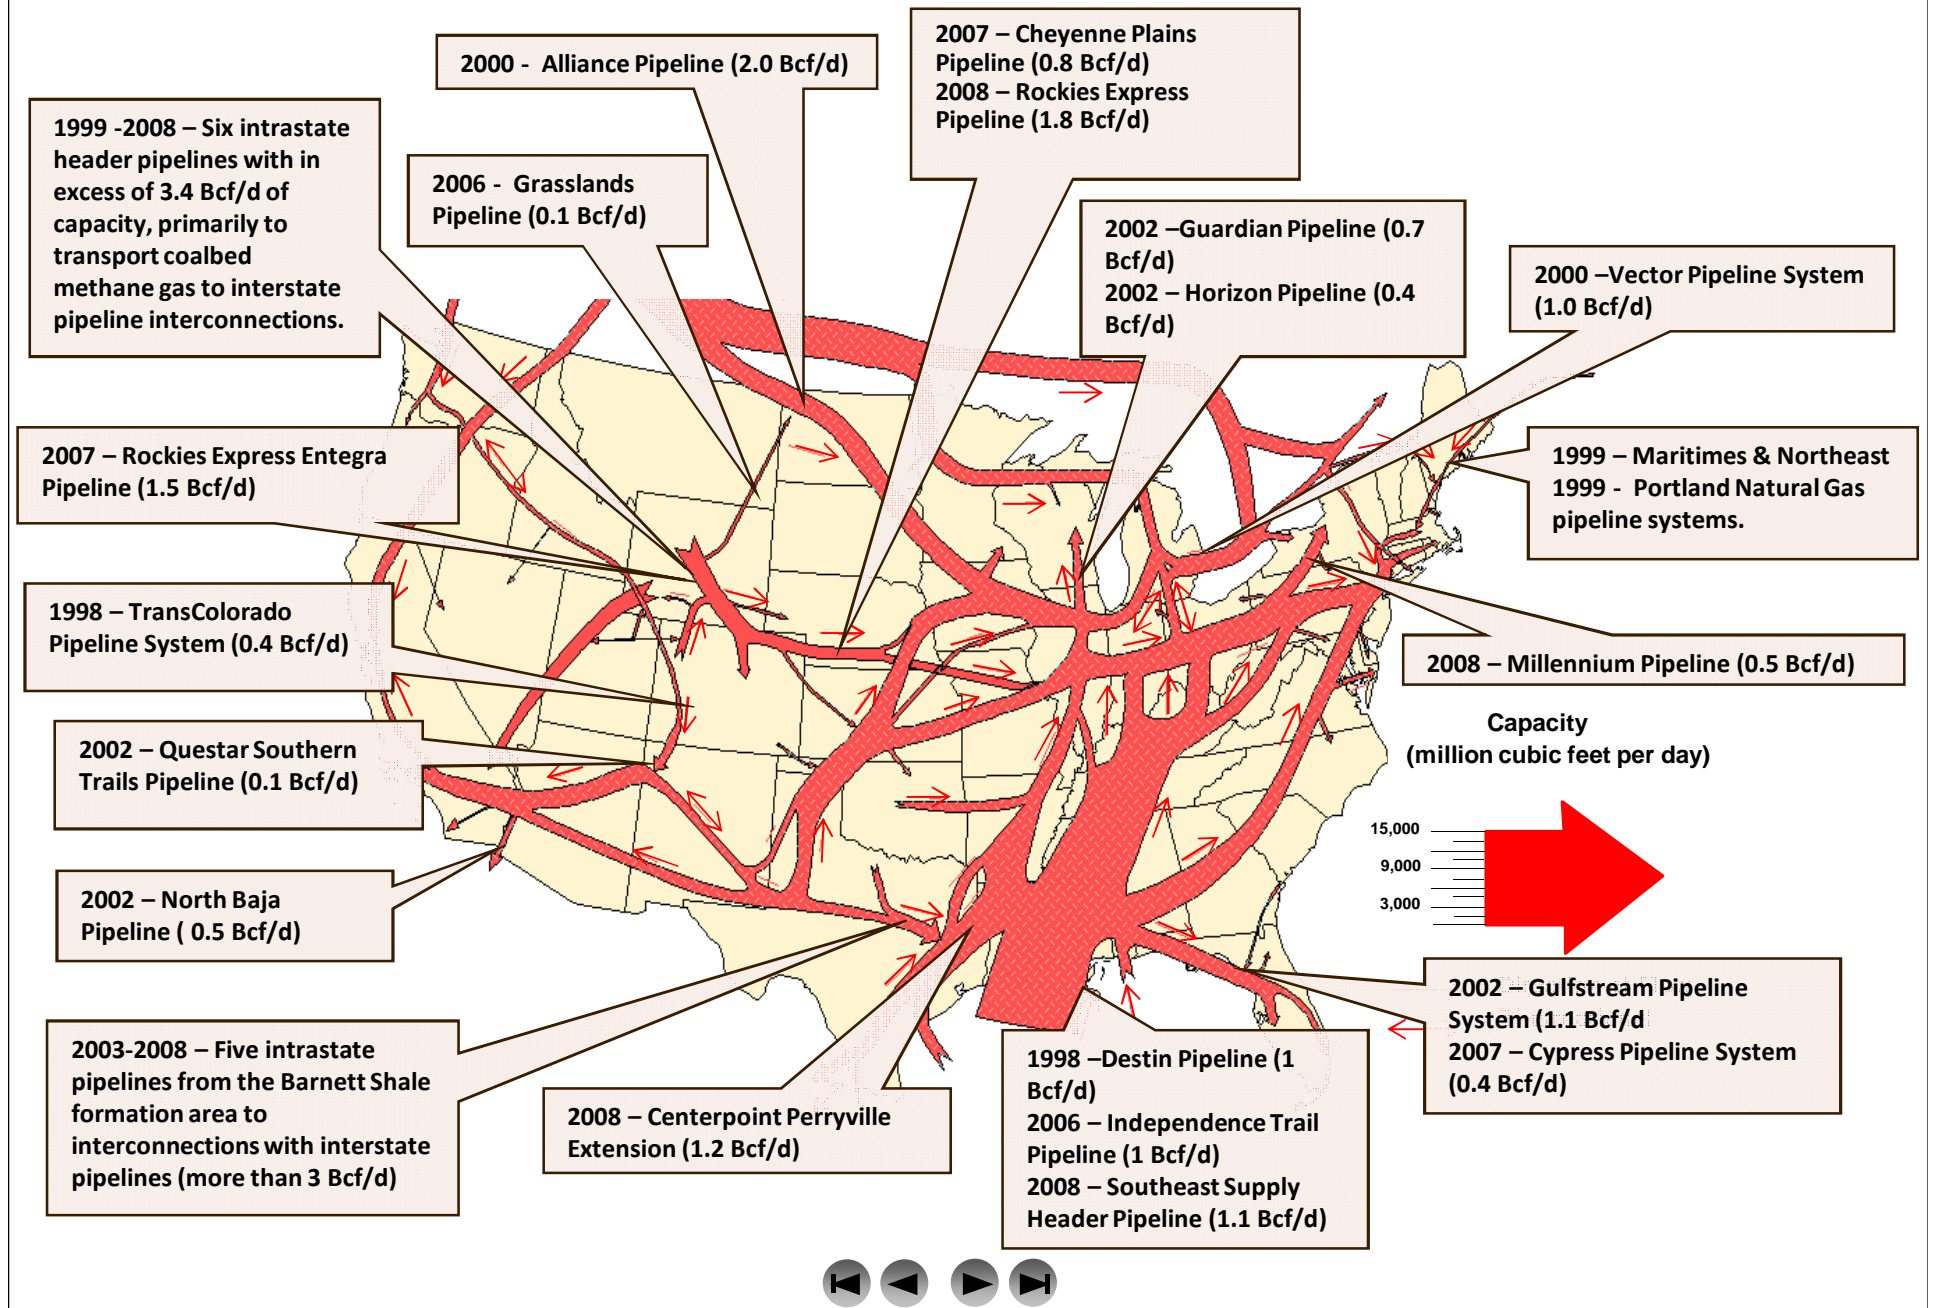 2007 – Cheyenne Plains
Pipeline (0.8 Bcf/d)
2008 – Rockies Express
Pipeline (1.8 Bcf/d)
2000 -  Alliance Pipeline (2.0 Bcf/d)
1999 -2008 – Six intrastate
header pipelines with in
excess of 3.4 Bcf/d of
capacity, primarily to
transport coalbed
methane gas to interstate
pipeline interconnections.
2006 -  Grasslands
Pipeline (0.1 Bcf/d)
2002 –Guardian Pipeline (0.7
Bcf/d)
2002 – Horizon Pipeline (0.4
Bcf/d)
2000 –Vector Pipeline System
(1.0 Bcf/d)
2007 – Rockies Express Entegra
Pipeline (1.5 Bcf/d)
1999 – Maritimes & Northeast
1999 -  Portland Natural Gas
pipeline systems.
1998 – TransColorado
Pipeline System (0.4 Bcf/d)
2008 – Millennium Pipeline (0.5 Bcf/d)
2002 – Questar Southern
Trails Pipeline (0.1 Bcf/d)
Capacity
(million cubic feet per day)
15,000
9,000
3,000
2002 – North Baja
Pipeline ( 0.5 Bcf/d)
2002 – Gulfstream Pipeline
System (1.1 Bcf/d
2007 – Cypress Pipeline System
(0.4 Bcf/d)
2003-2008 – Five intrastate
pipelines from the Barnett Shale
formation area to
interconnections with interstate
pipelines (more than 3 Bcf/d)
2008 – Centerpoint Perryville
Extension (1.2 Bcf/d)
1998 –Destin Pipeline (1
Bcf/d)
2006 – Independence Trail
Pipeline (1 Bcf/d)
2008 – Southeast Supply
Header Pipeline (1.1 Bcf/d)